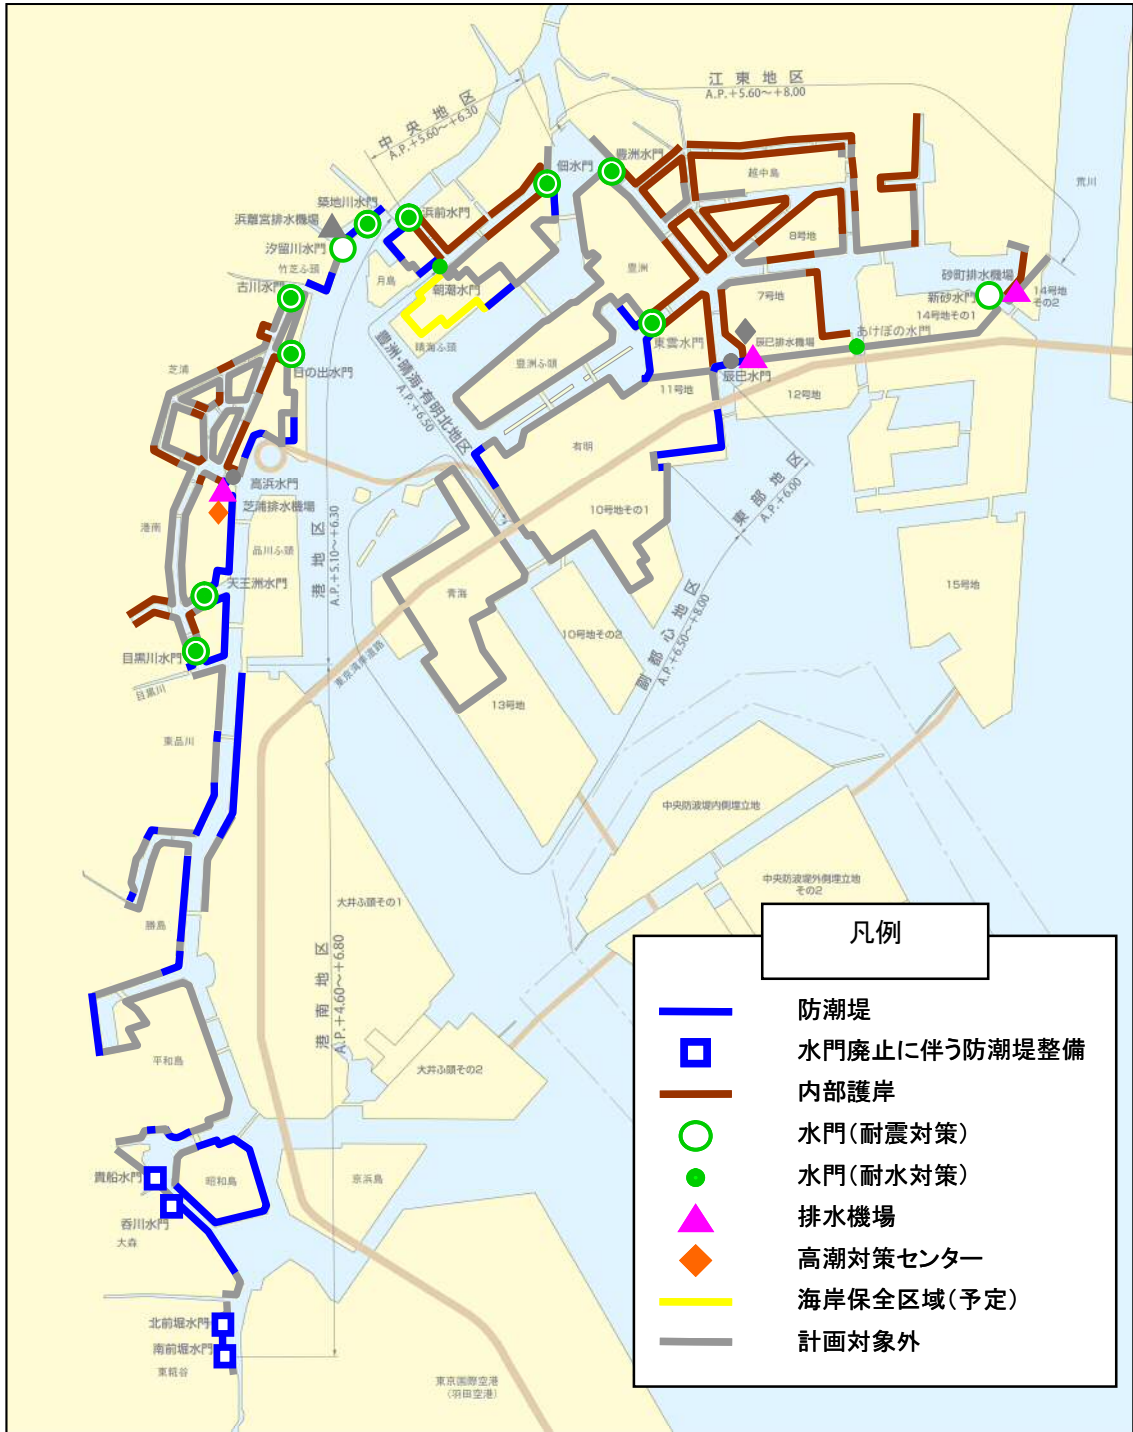 江東地区
A.P.+5.60~+8.00
中央地区
A.P.+5.60~+6.30
豊洲水門
佃水門
越中島
荒川
築地川水門
浜離宮排水機場
浜前水門
汐留川水門
8号地
竹芝ふ頭
月島
豊洲
砂町排水機場
古川水門
朝潮水門
7号地
新砂水門
14号地
その2
14号地その1
あけぼの水門
晴海ふ頭
東雲水門
辰巳排水機場
日の出水門
豊洲ふ頭
辰巳水門
芝浦
豊洲・晴海・有明北地区
A.P.+6.50
11号地
12号地
有明
高浜水門
東部地区
A.P.+6.00
芝浦排水機場
港南
10号地その1
港地区
A.P.+5.10~+6.30
品川ふ頭
天王洲水門
青海
15号地
10号地その2
副都心地区
A.P.+6.50~+8.00
目黒川水門
東京湾岸道路
目黒川
13号地
東品川
中央防波堤内側埋立地
中央防波堤外側埋立地
その2
大井ふ頭その1
勝島
港南地区
A.P.+4.60~+6.80
平和島
大井ふ頭その2
貴船水門
昭和島
京浜島
呑川水門
大森
北前堀水門
南前堀水門
東糀谷
東京国際空港
(羽田空港)
凡例
防潮堤
水門廃止に伴う防潮堤整備
内部護岸
水門(耐震対策)
水門(耐水対策)
排水機場
高潮対策センター
海岸保全区域(予定)
計画対象外